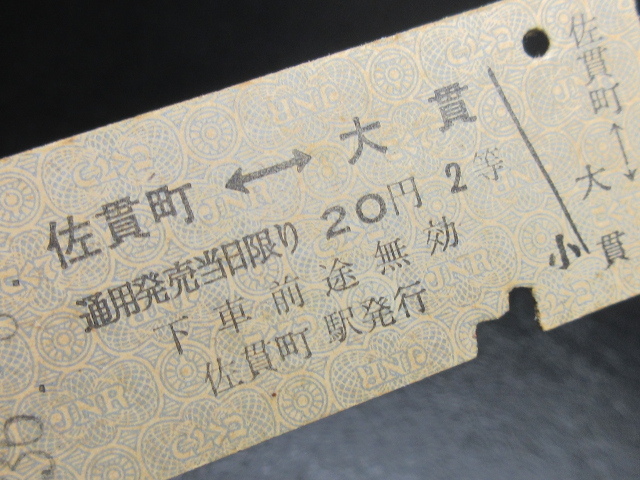 佐貫町 ⟷ 大貫
通用発売当日限り 20円 2等
下車前途無効
佐貫町駅発行
佐貫町 ⟷ 大貫
小
JNR